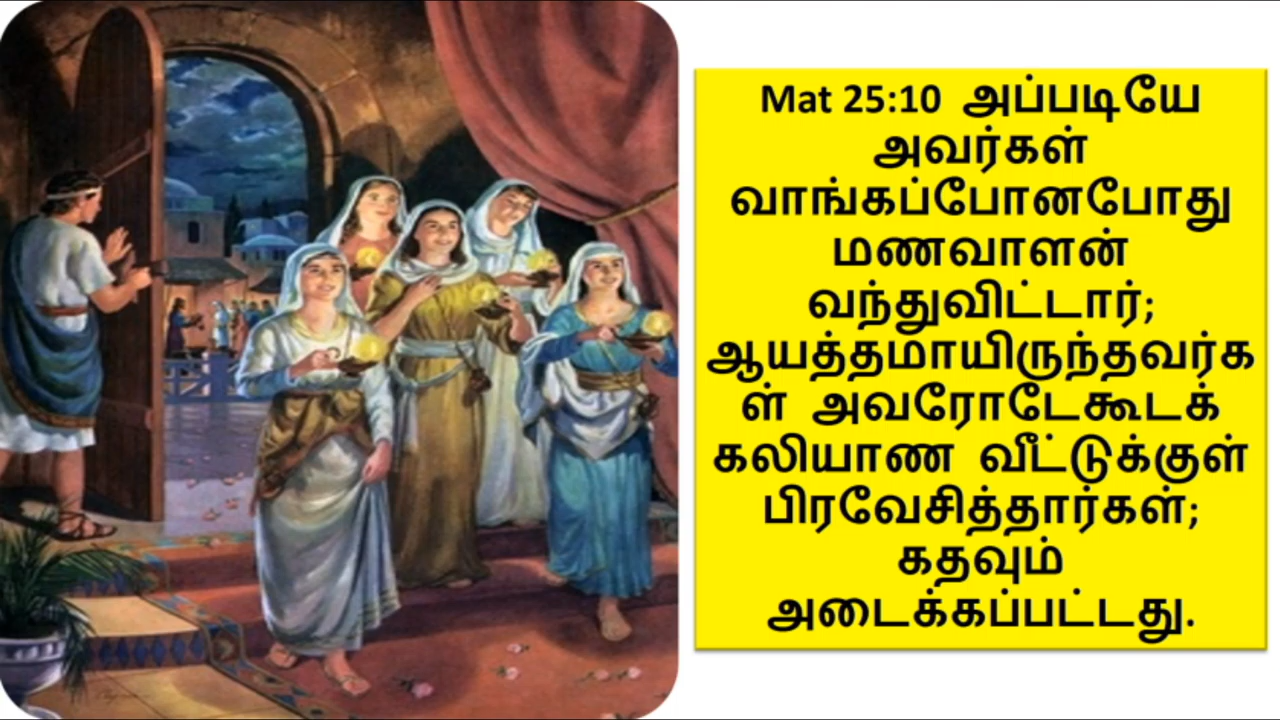 Mat 25:10 அப்படியே
அவர்கள்
வாங்கப்போனபோது
மணவாளன்
வந்துவிட்டார்;
ஆயத்தமாயிருந்தவர்க
ள் அவரோடேகூடக்
கலியாண வீட்டுக்குள்
பிரவேசித்தார்கள்;
கதவும்
அடைக்கப்பட்டது.